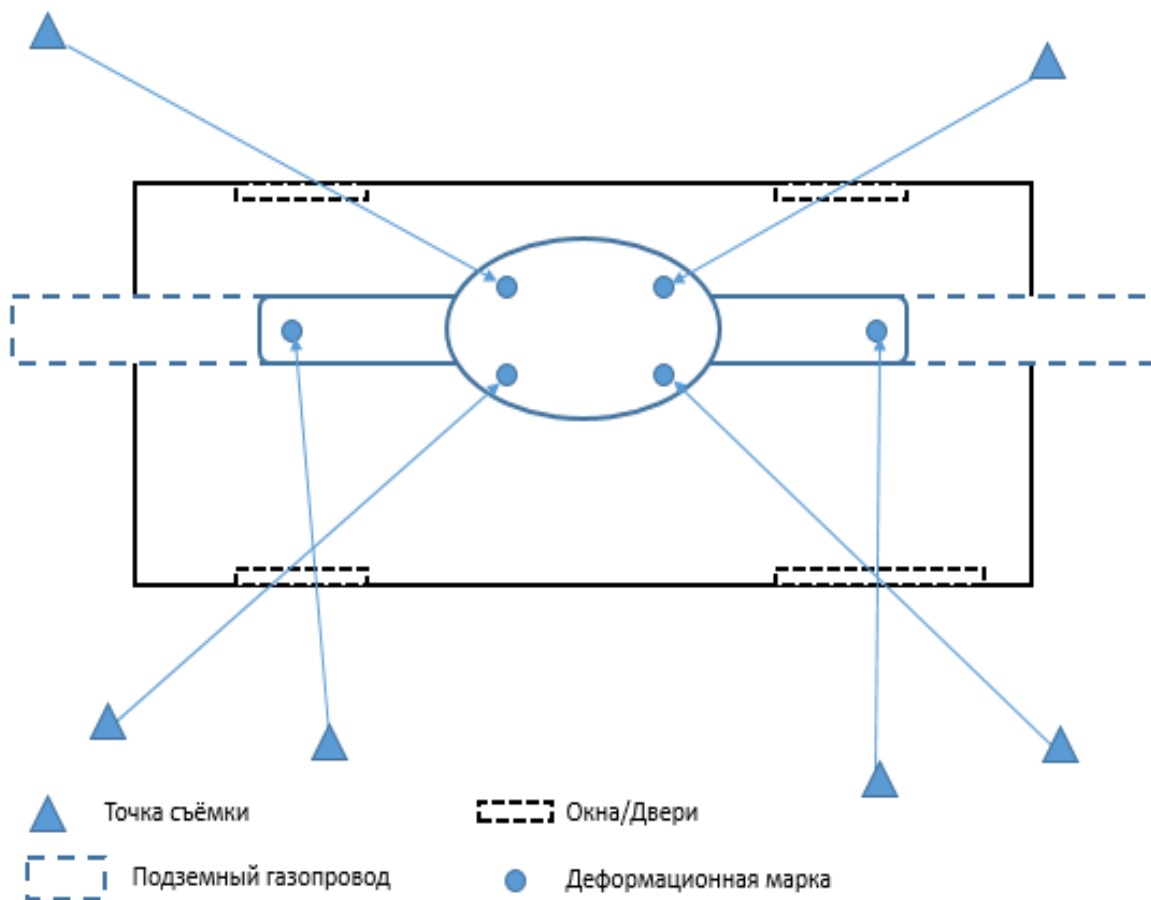 Точка съёмки
Окна/Двери
Подземный газопровод
Деформационная марка